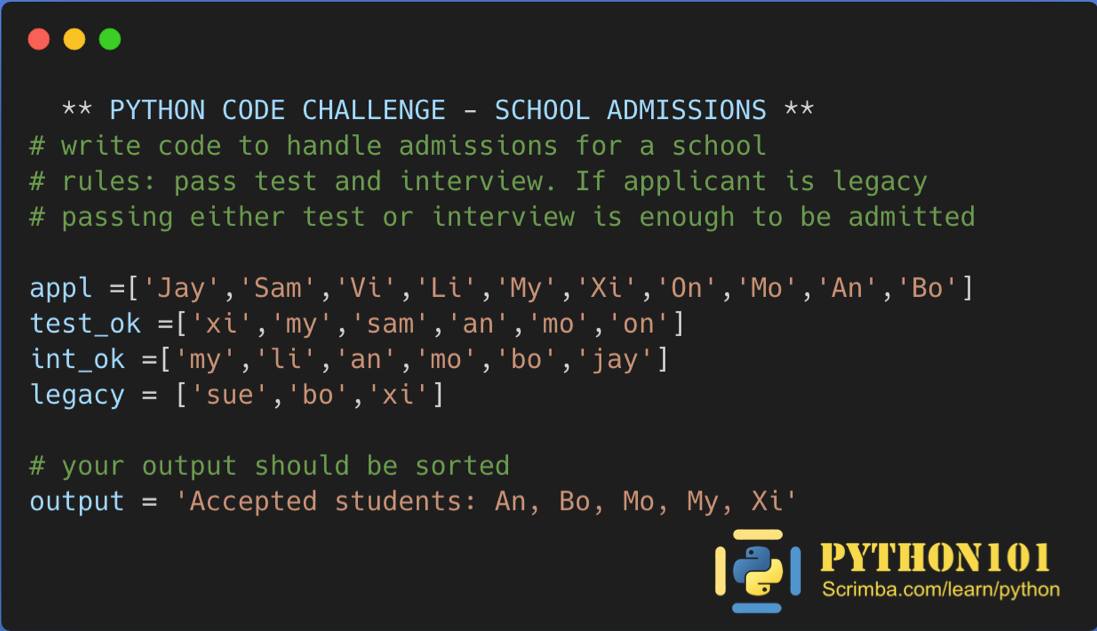 ** PYTHON CODE CHALLENGE – SCHOOL ADMISSIONS **
# write code to handle admissions for a school
# rules: pass test and interview. If applicant is legacy
# passing either test or interview is enough to be admitted
appl =['Jay','Sam','Vi','Li','My','Xi','On','Mo','An','Bo']
test_ok =['xi','my','sam','an','mo','on']
int_ok =['my','li','an','mo','bo','jay']
legacy = ['sue','bo','xi']
# your output should be sorted
output = 'Accepted students: An, Bo, Mo, My, Xi'
PYTHON101
Scrimba.com/learn/python